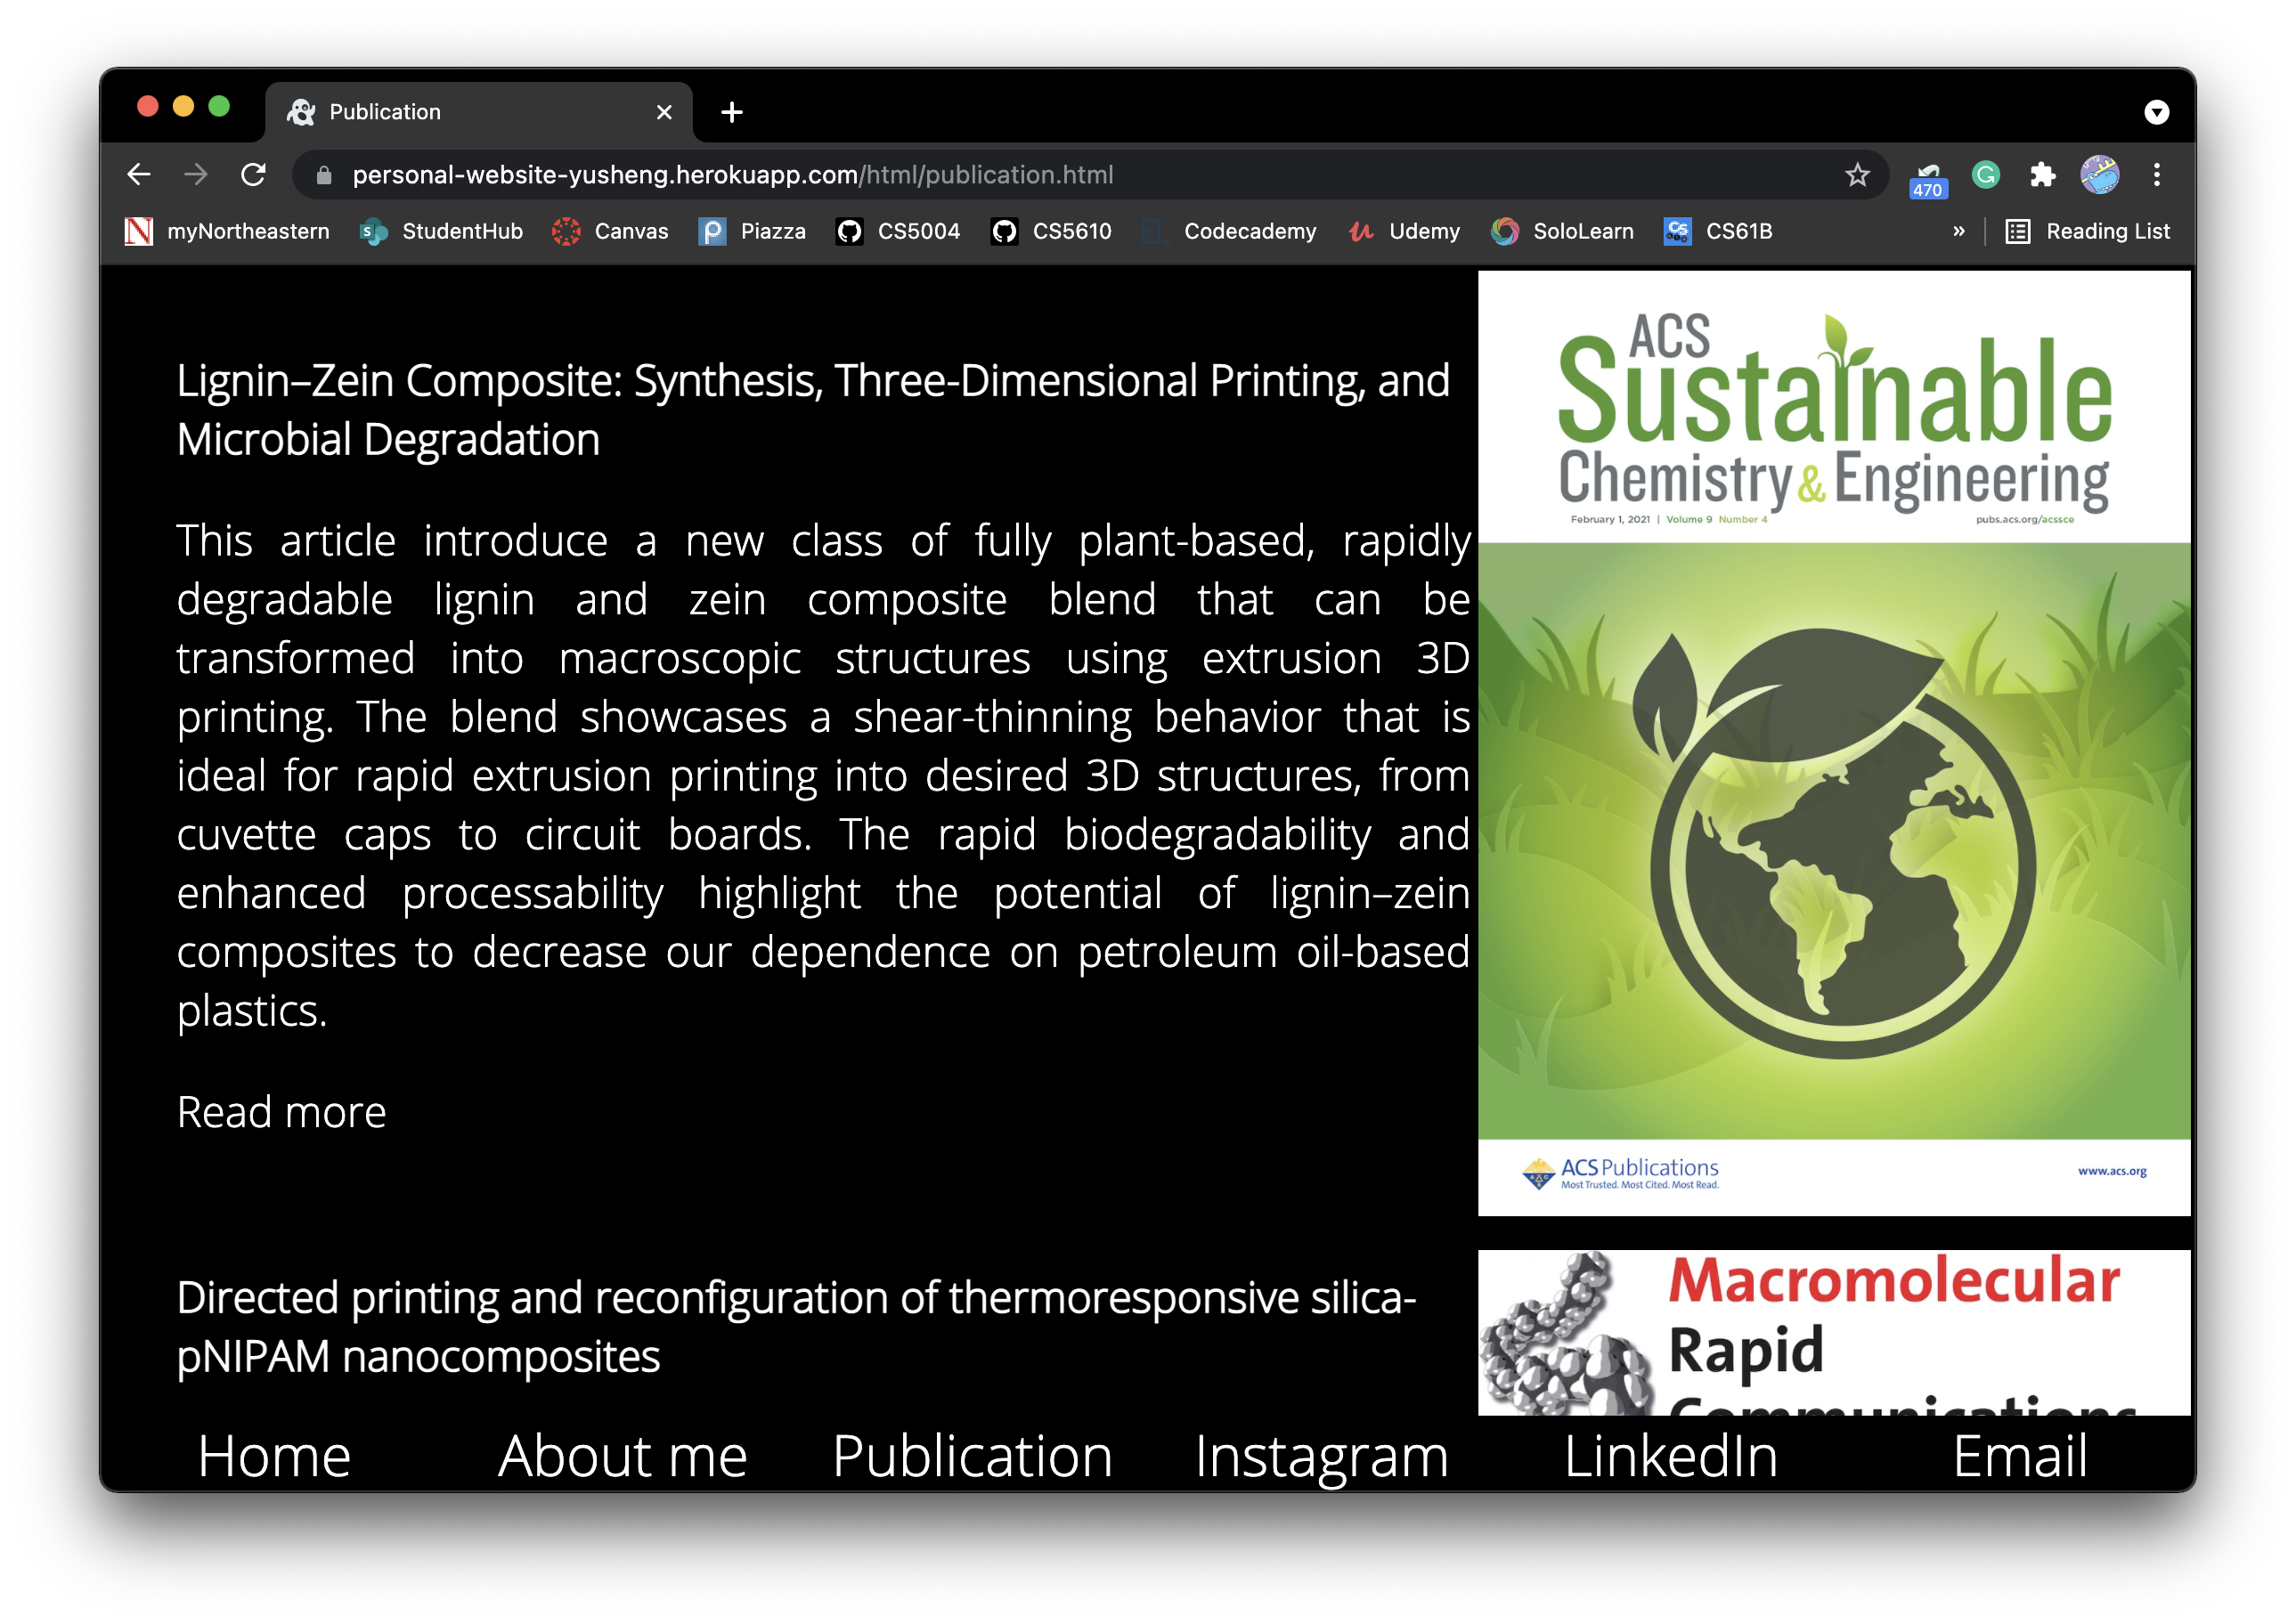 Publication
personal-website-yusheng.herokuapp.com/html/publication.html
470
G
N myNortheastern S StudentHub Canvas P Piazza CS5004 CS5610 Codecademy Udemy SoloLearn CS CS61B » Reading List
Lignin–Zein Composite: Synthesis, Three-Dimensional Printing, and
Microbial Degradation
This article introduce a new class of fully plant-based, rapidly
degradable lignin and zein composite blend that can be
transformed into macroscopic structures using extrusion 3D
printing. The blend showcases a shear-thinning behavior that is
ideal for rapid extrusion printing into desired 3D structures, from
cuvette caps to circuit boards. The rapid biodegradability and
enhanced processability highlight the potential of lignin–zein
composites to decrease our dependence on petroleum oil-based
plastics.
Read more
ACS
Sustainable
Chemistry & Engineering
February 1, 2021 | Volume 9 Number 4 pubs.acs.org/acssce
ACS Publications
Most Trusted. Most Cited. Most Read.
www.acs.org
Directed printing and reconfiguration of thermoresponsive silica-
pNIPAM nanocomposites
Macromolecular
Rapid
Communications
Home About me Publication Instagram LinkedIn Email